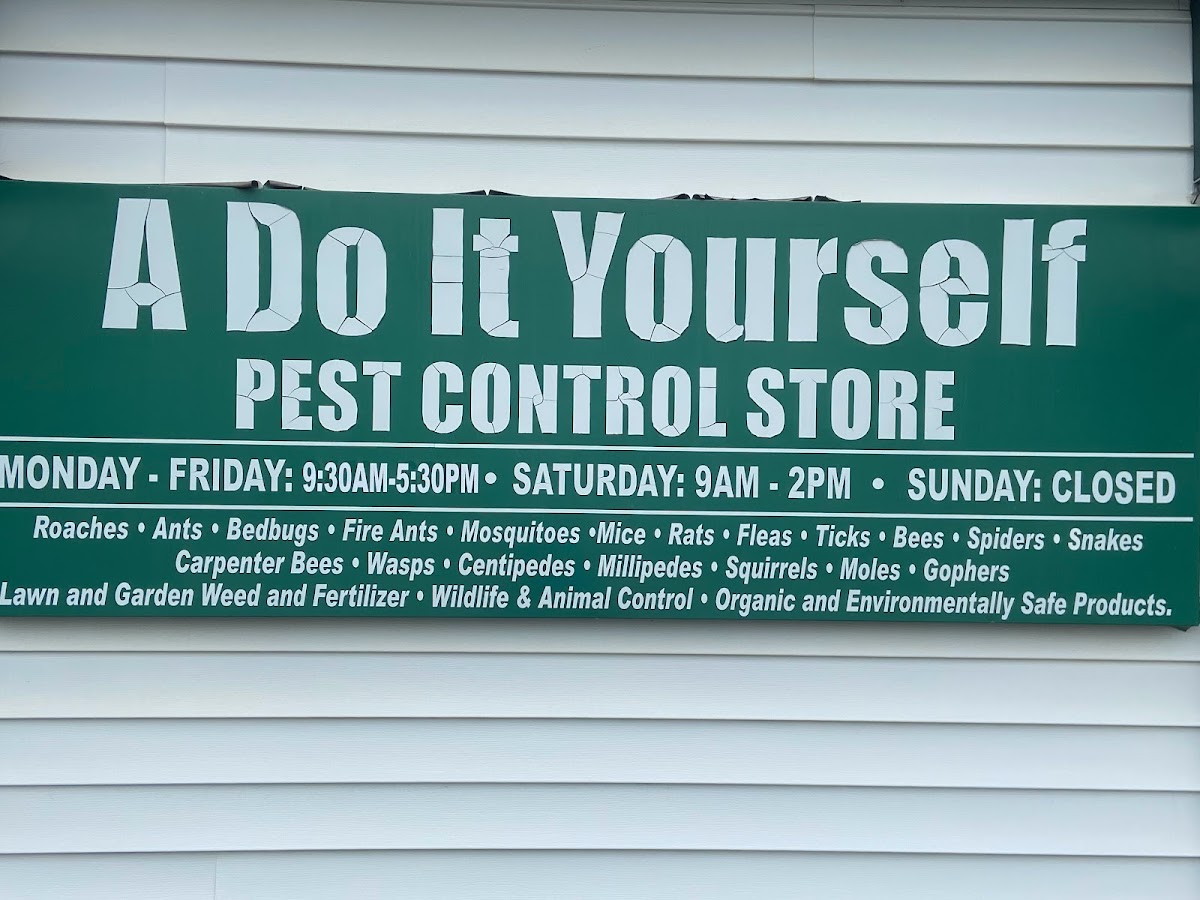 A Do It Yourself
PEST CONTROL STORE
MONDAY - FRIDAY: 9:30AM-5:30PM • SATURDAY: 9AM - 2PM • SUNDAY: CLOSED
Roaches • Ants • Bedbugs • Fire Ants • Mosquitoes •Mice • Rats • Fleas • Ticks • Bees • Spiders • Snakes
Carpenter Bees • Wasps • Centipedes • Millipedes • Squirrels • Moles • Gophers
Lawn and Garden Weed and Fertilizer • Wildlife & Animal Control • Organic and Environmentally Safe Products.